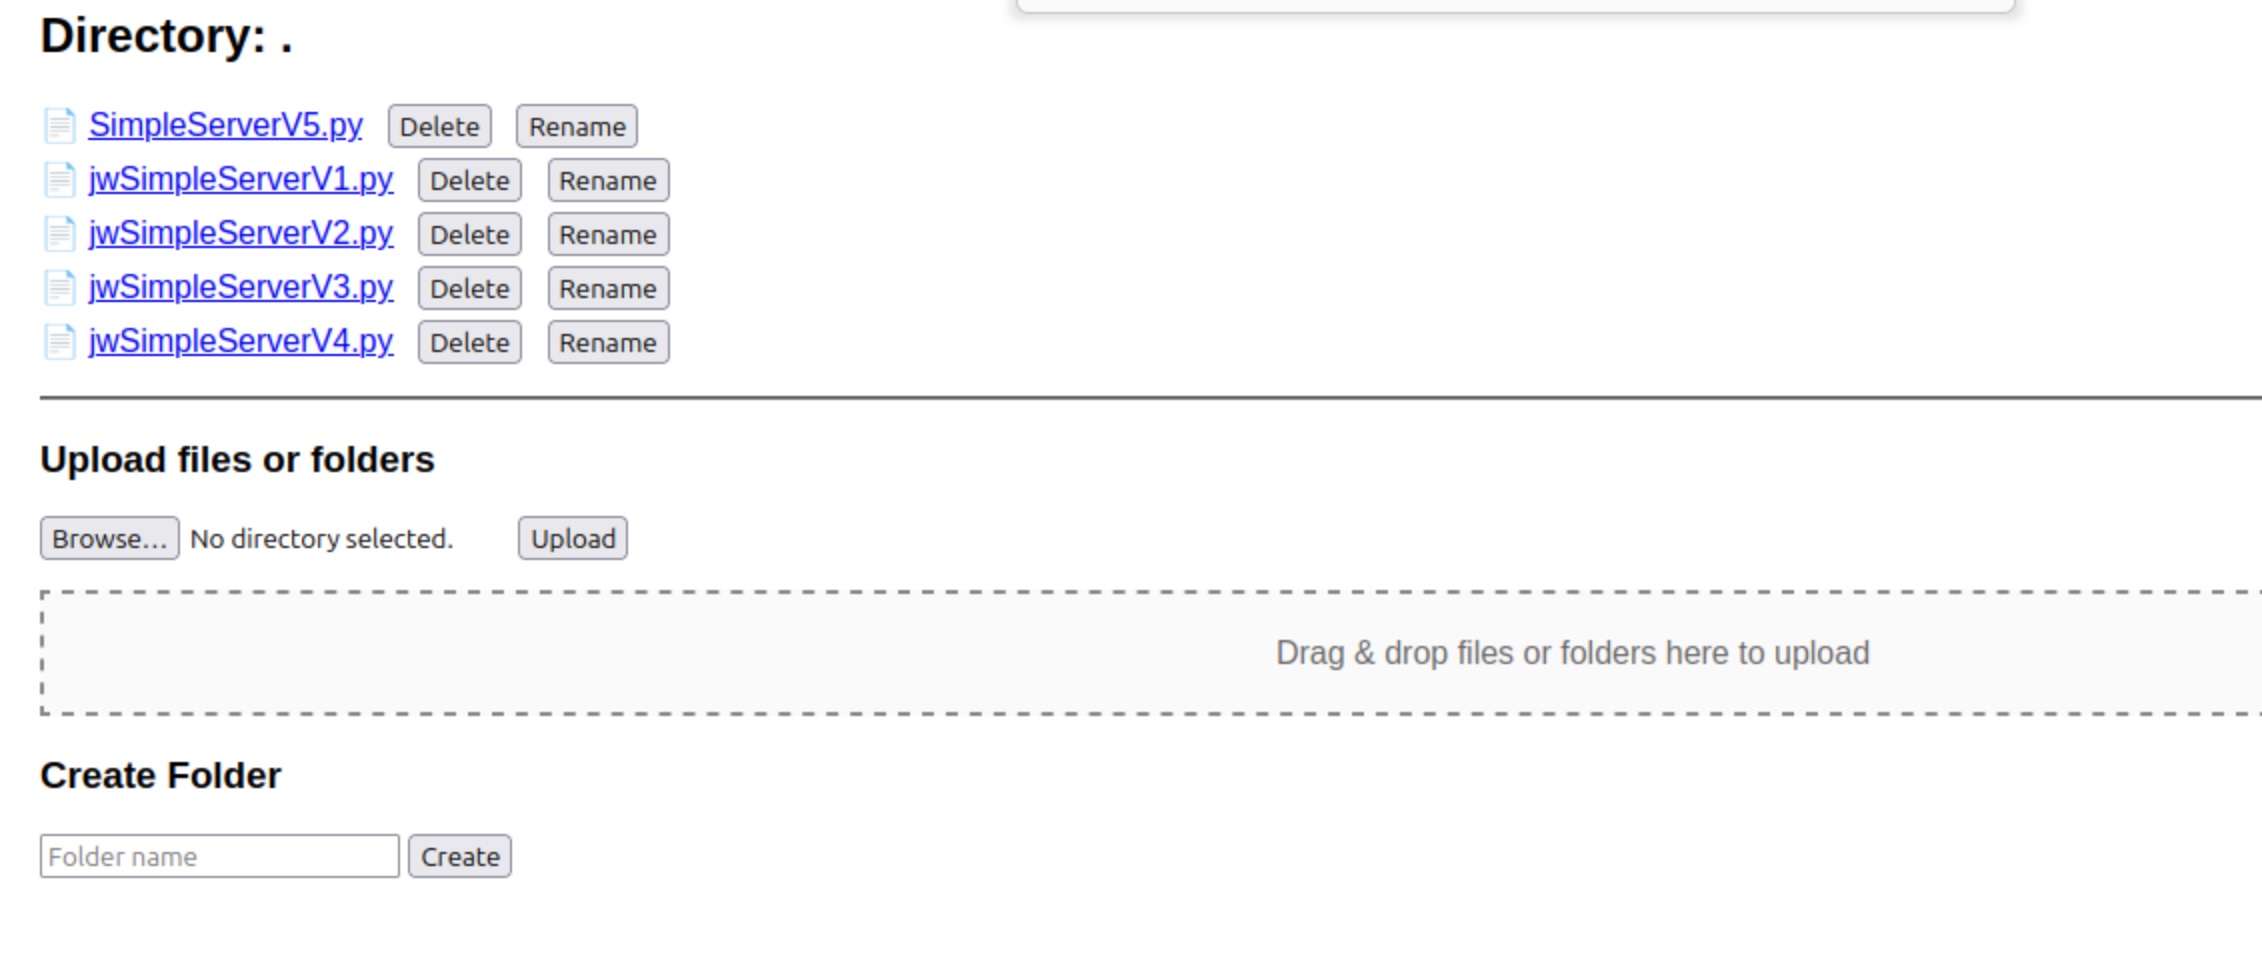 Directory: .
SimpleServerV5.py Delete Rename
jwSimpleServerV1.py Delete Rename
jwSimpleServerV2.py Delete Rename
jwSimpleServerV3.py Delete Rename
jwSimpleServerV4.py Delete Rename
Upload files or folders
Browse... No directory selected. Upload
Drag & drop files or folders here to upload
Create Folder
Folder name Create